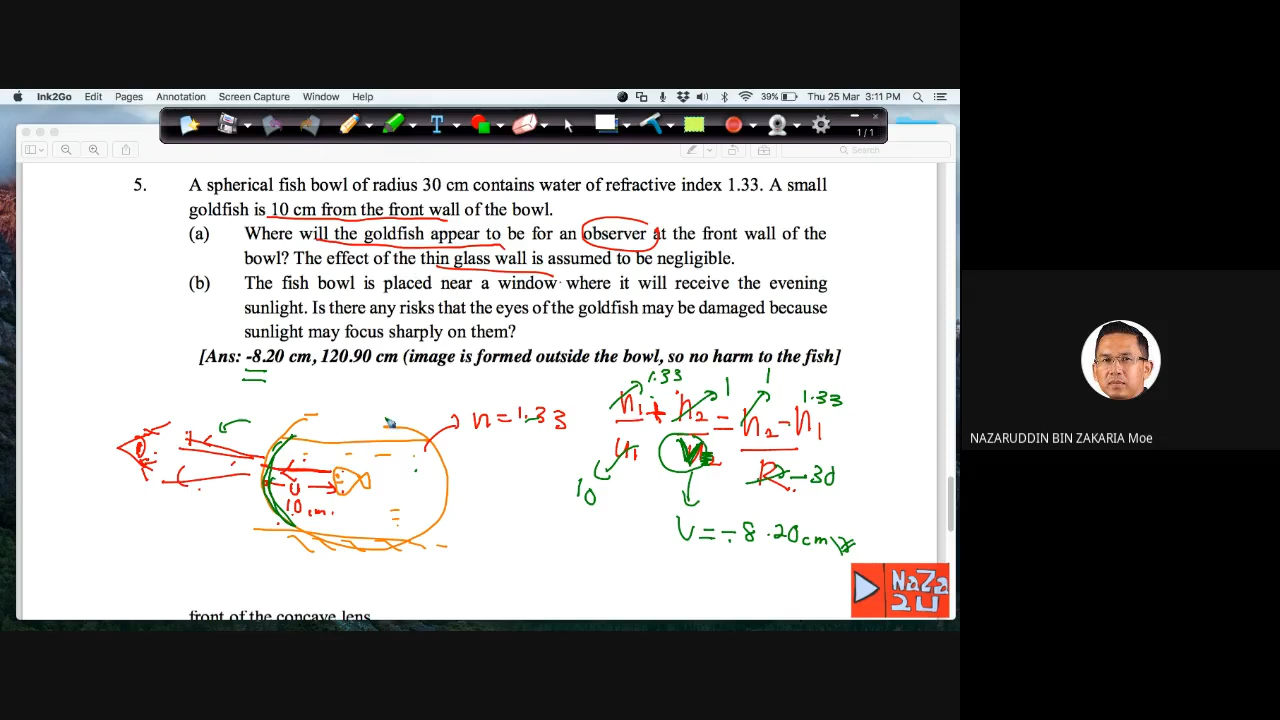 Ink2Go Edit Pages Annotation Screen Capture Window Help 39% Thu 25 Mar 3:11 PM
T
1/1
Search
5. A spherical fish bowl of radius 30 cm contains water of refractive index 1.33. A small
goldfish is 10 cm from the front wall of the bowl.
(a) Where will the goldfish appear to be for an observer at the front wall of the
bowl? The effect of the thin glass wall is assumed to be negligible.
(b) The fish bowl is placed near a window where it will receive the evening
sunlight. Is there any risks that the eyes of the goldfish may be damaged because
sunlight may focus sharply on them?
[Ans: -8.20 cm, 120.90 cm (image is formed outside the bowl, so no harm to the fish]
1.33 1 1 1.33
n = 1.33
n1 + n2 = n2 - n1
u1 V R -30
10
u
10 cm.
V = -8.20cm
NaZa
2U
front of the concave lens.
NAZARUDDIN BIN ZAKARIA Moe